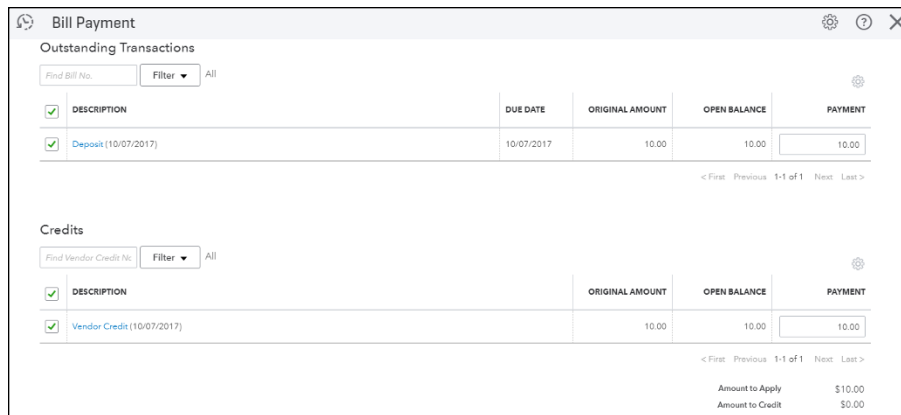 Bill Payment
Outstanding Transactions
Find Bill No. Filter All
DESCRIPTION DUE DATE ORIGINAL AMOUNT OPEN BALANCE PAYMENT
Deposit (10/07/2017) 10/07/2017 10.00 10.00 10.00
< First Previous 1-1 of 1 Next Last >
Credits
Find Vendor Credit No Filter All
DESCRIPTION ORIGINAL AMOUNT OPEN BALANCE PAYMENT
Vendor Credit (10/07/2017) 10.00 10.00 10.00
< First Previous 1-1 of 1 Next Last >
Amount to Apply $10.00
Amount to Credit $0.00